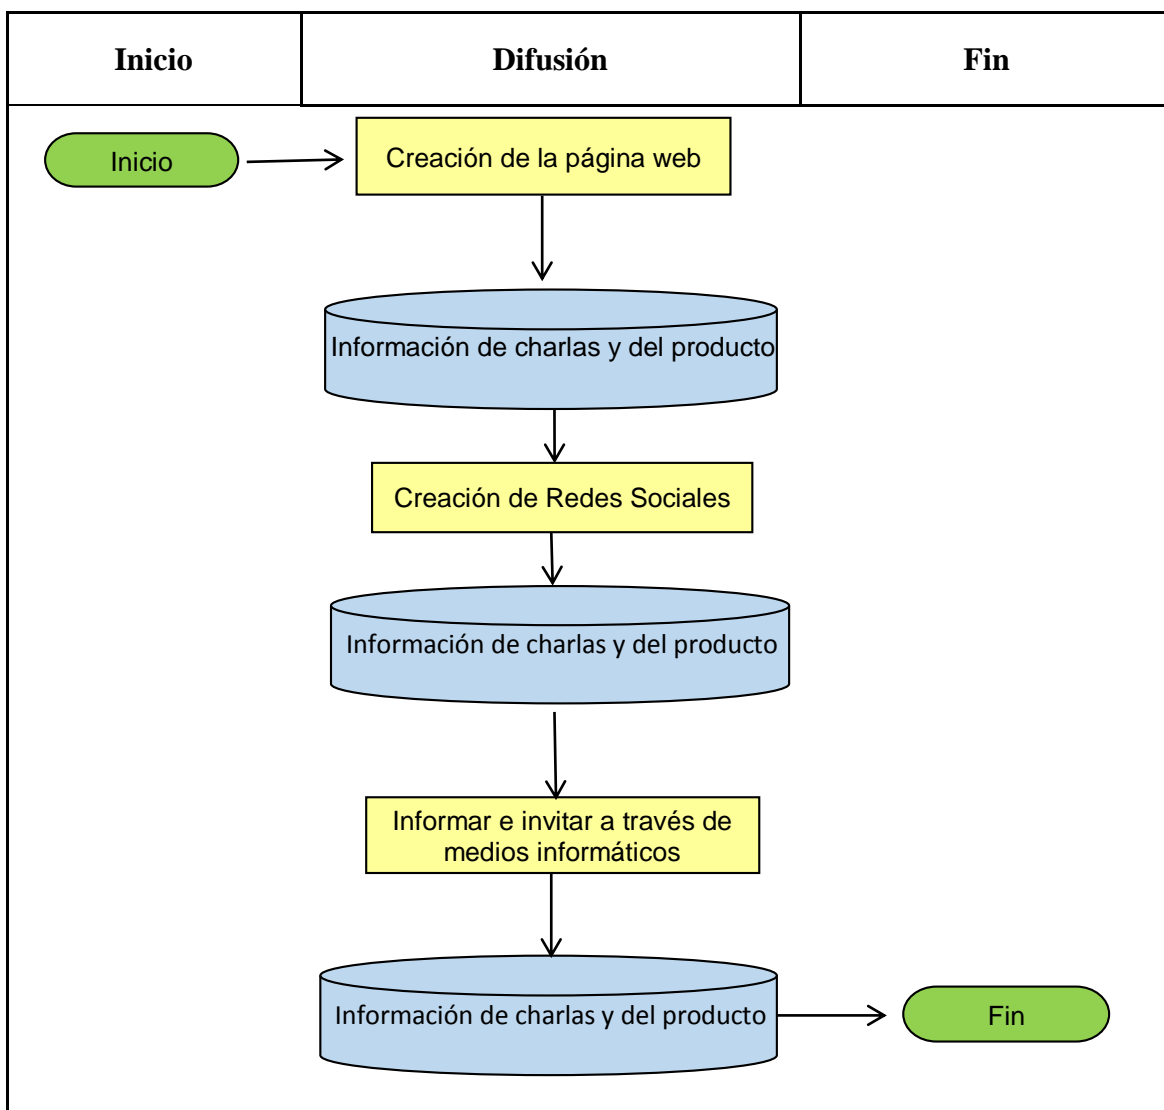 Inicio
Difusión
Fin
Inicio
Creación de la página web
Información de charlas y del producto
Creación de Redes Sociales
Información de charlas y del producto
Informar e invitar a través de
medios informáticos
Información de charlas y del producto
Fin